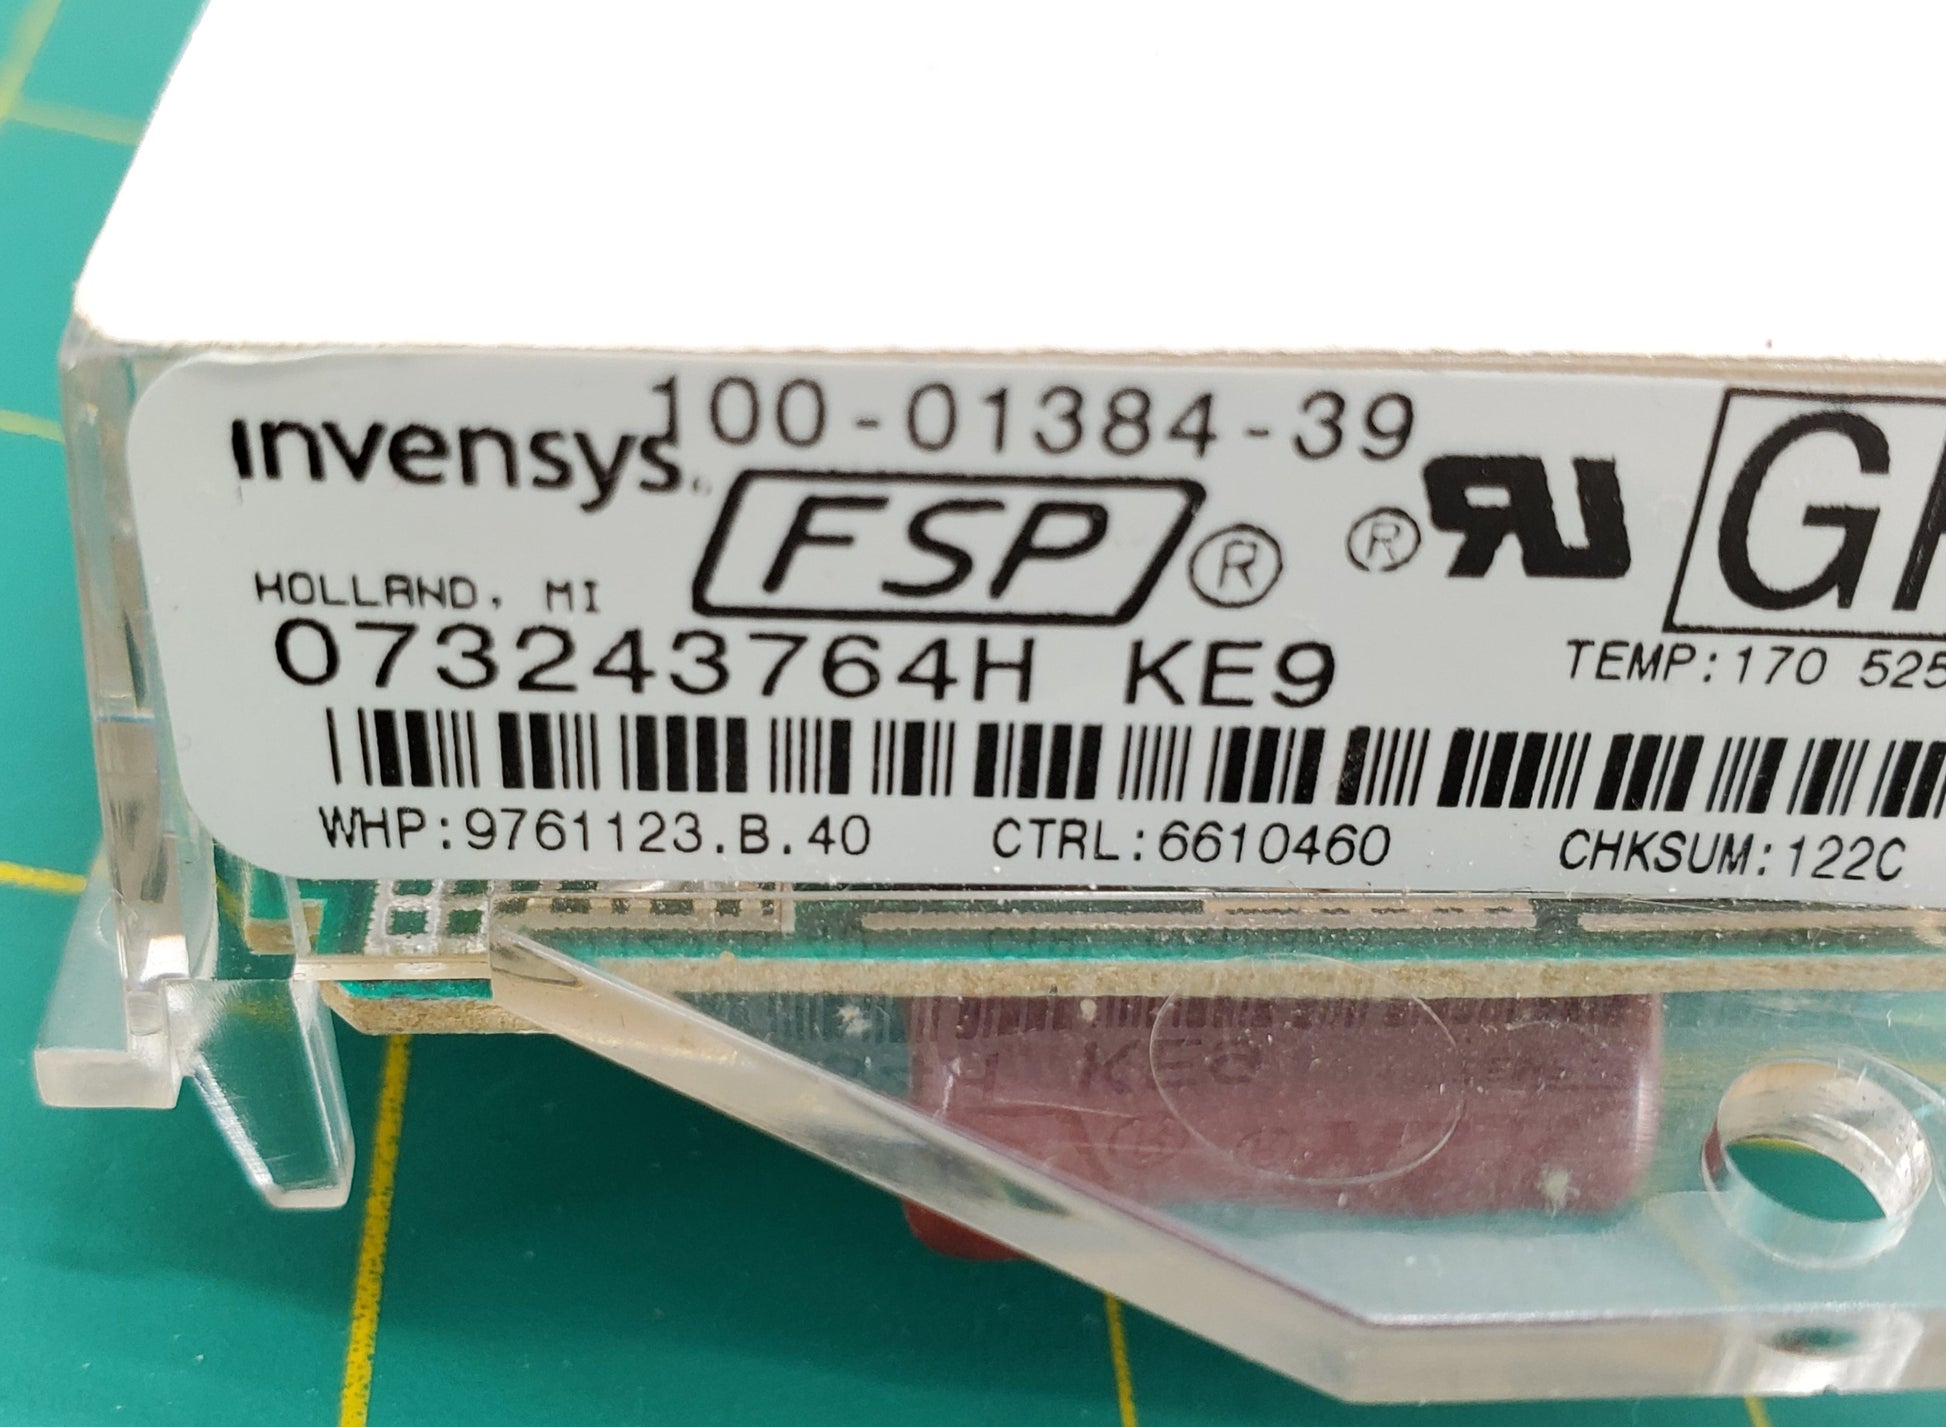 100-01384-39
invensys
FSP ®
® RU
HOLLAND, MI
073243764H KE9
TEMP:170 525
WHP:9761123.B.40 CTRL:6610460 CHKSUM:122C
KE9